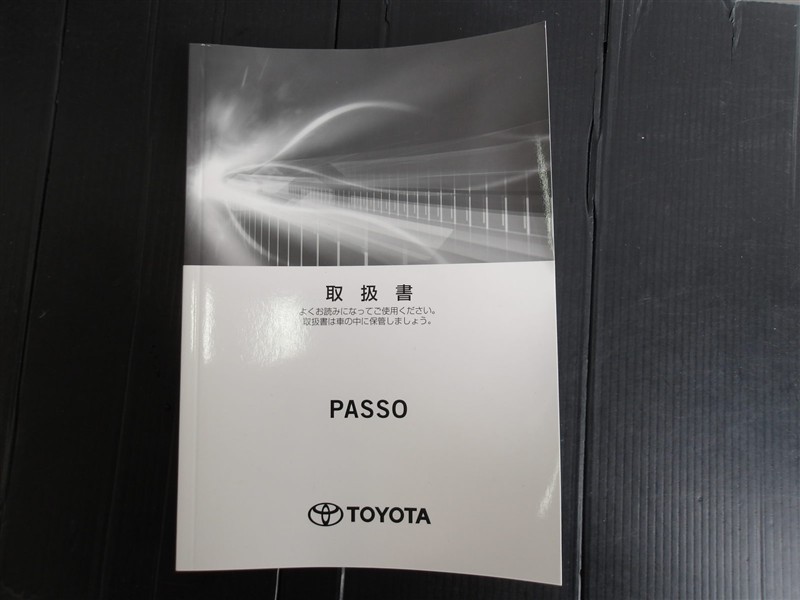 取扱書
よくお読みになってご使用ください。
取扱書は車の中に保管しましょう。
PASSO
TOYOTA